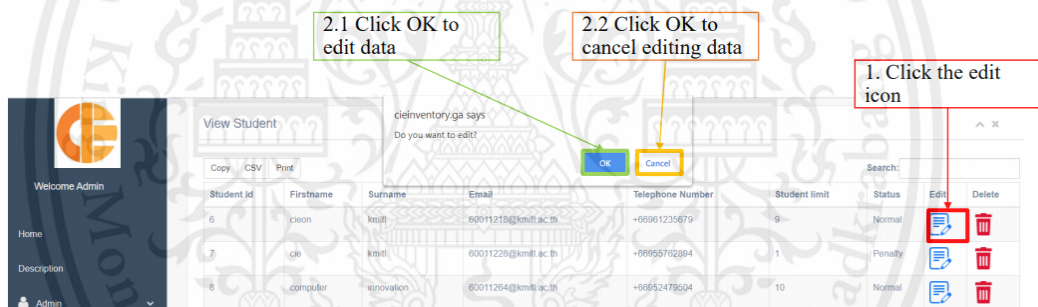 2.1 Click OK to
edit data
2.2 Click OK to
cancel editing data
1. Click the edit
icon
cieinventory.ga says
Do you want to edit?
OK Cancel
Welcome Admin
Home
Description
Admin
View Student
Copy CSV Print
Search:
Student Id Firstname Surname Email Telephone Number Student limit Status Edit Delete
6 cieon kmitl 60011218@kmitl.ac.th +66961235679 9 Normal
7 cie kmitl 60011228@kmitl.ac.th +66955762894 1 Penalty
8 computer innovation 60011264@kmitl.ac.th +66952479504 10 Normal